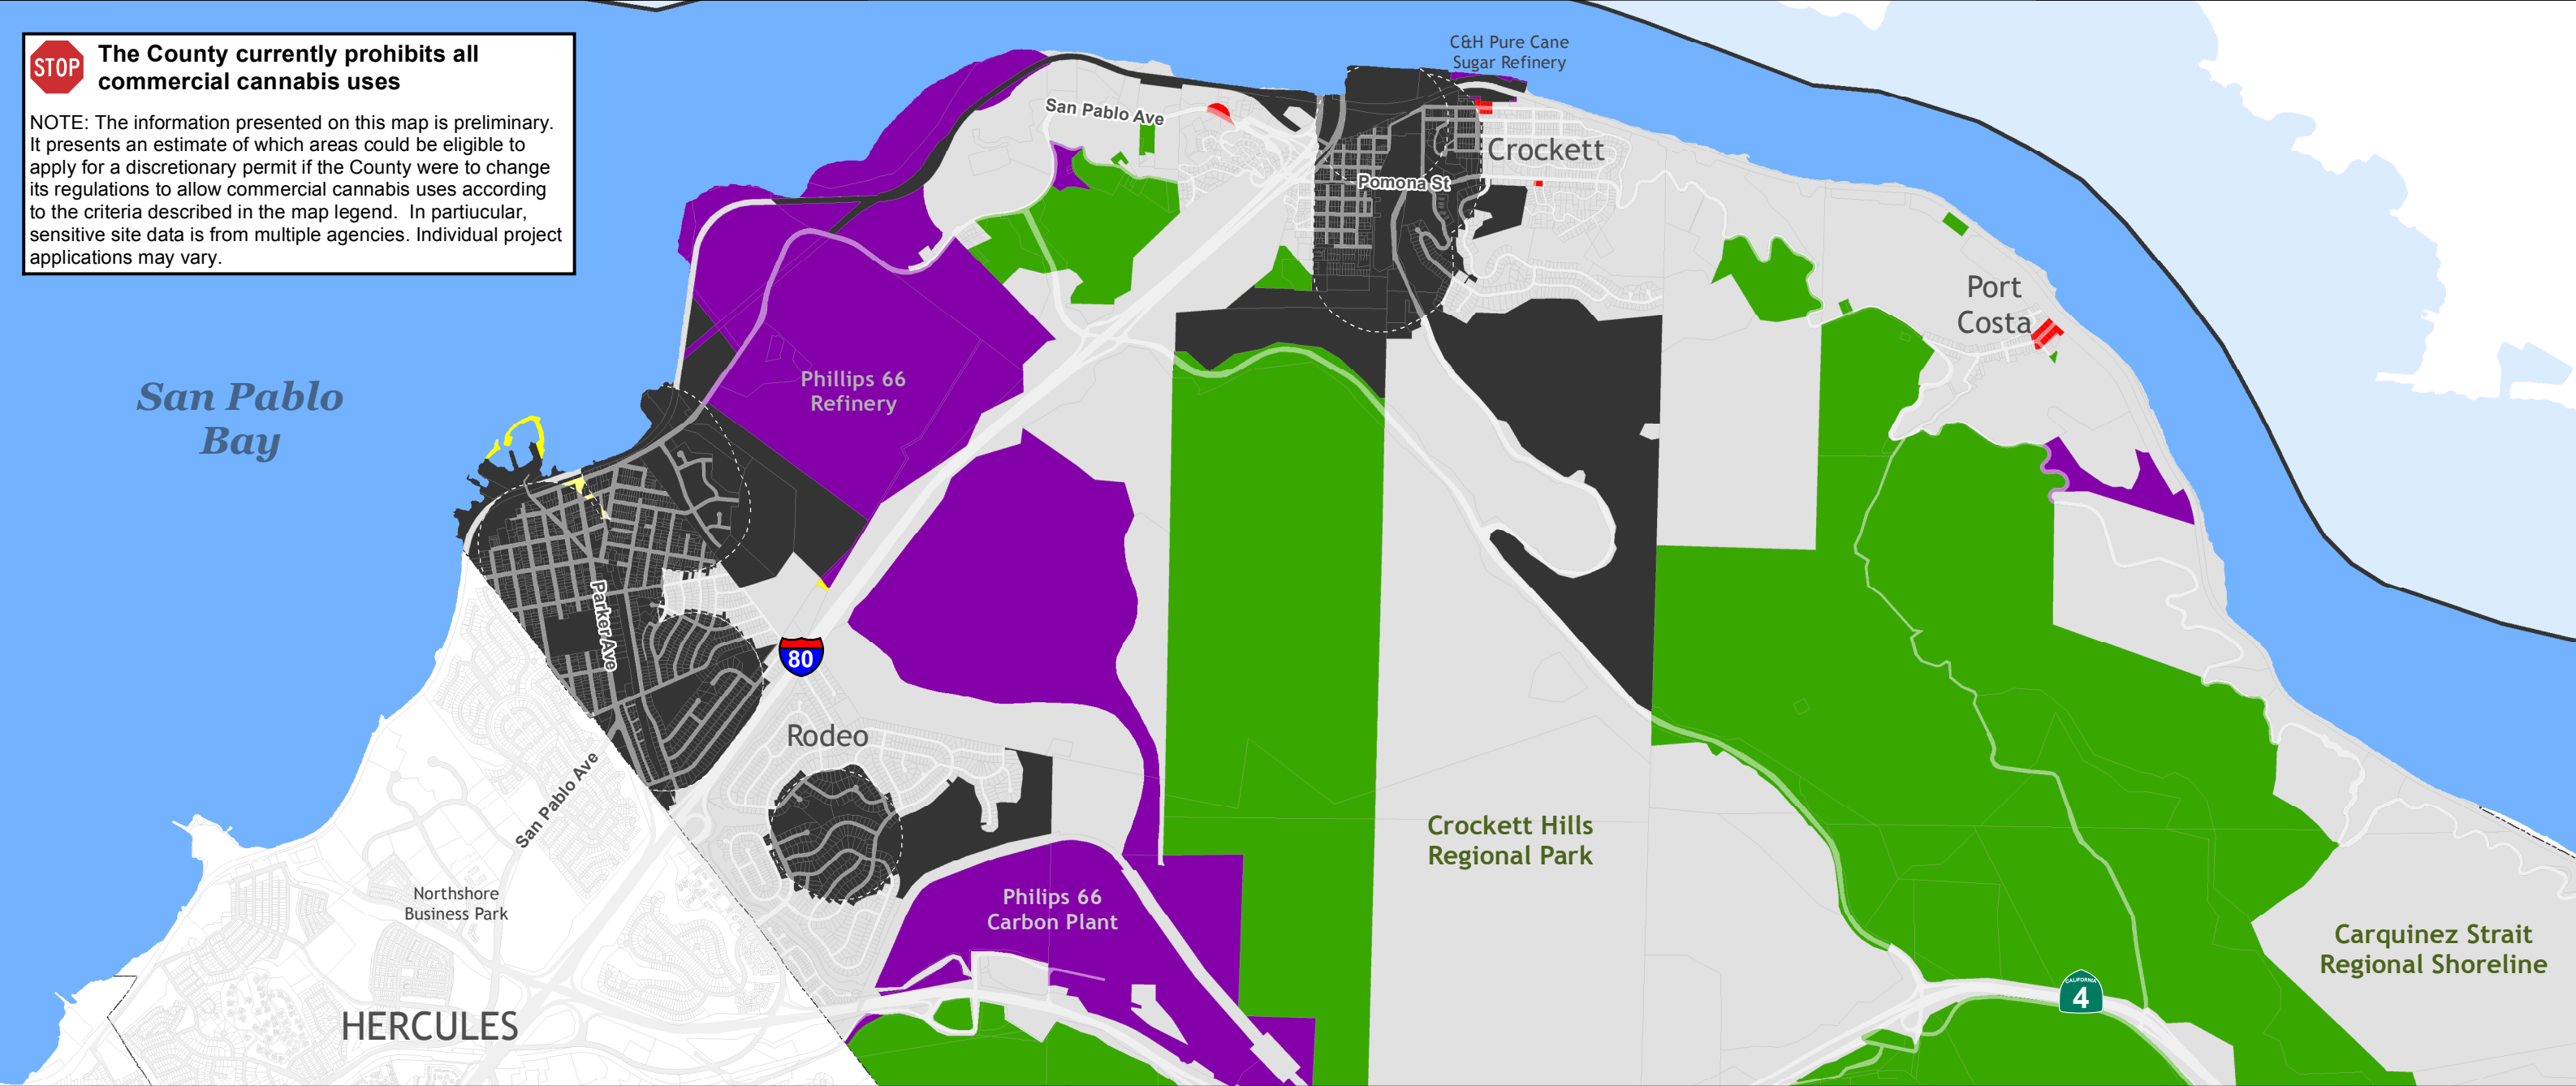 STOP
The County currently prohibits all
commercial cannabis uses
NOTE: The information presented on this map is preliminary.
It presents an estimate of which areas could be eligible to
apply for a discretionary permit if the County were to change
its regulations to allow commercial cannabis uses according
to the criteria described in the map legend.  In partiucular,
sensitive site data is from multiple agencies. Individual project
applications may vary.
C&H Pure Cane
Sugar Refinery
San Pablo Ave
Crockett
Pomona St
Port
Costa
San Pablo
Bay
Phillips 66
Refinery
Parker Ave
80
Rodeo
San Pablo Ave
Crockett Hills
Regional Park
Northshore
Business Park
Philips 66
Carbon Plant
Carquinez Strait
Regional Shoreline
CALIFORNIA
4
HERCULES